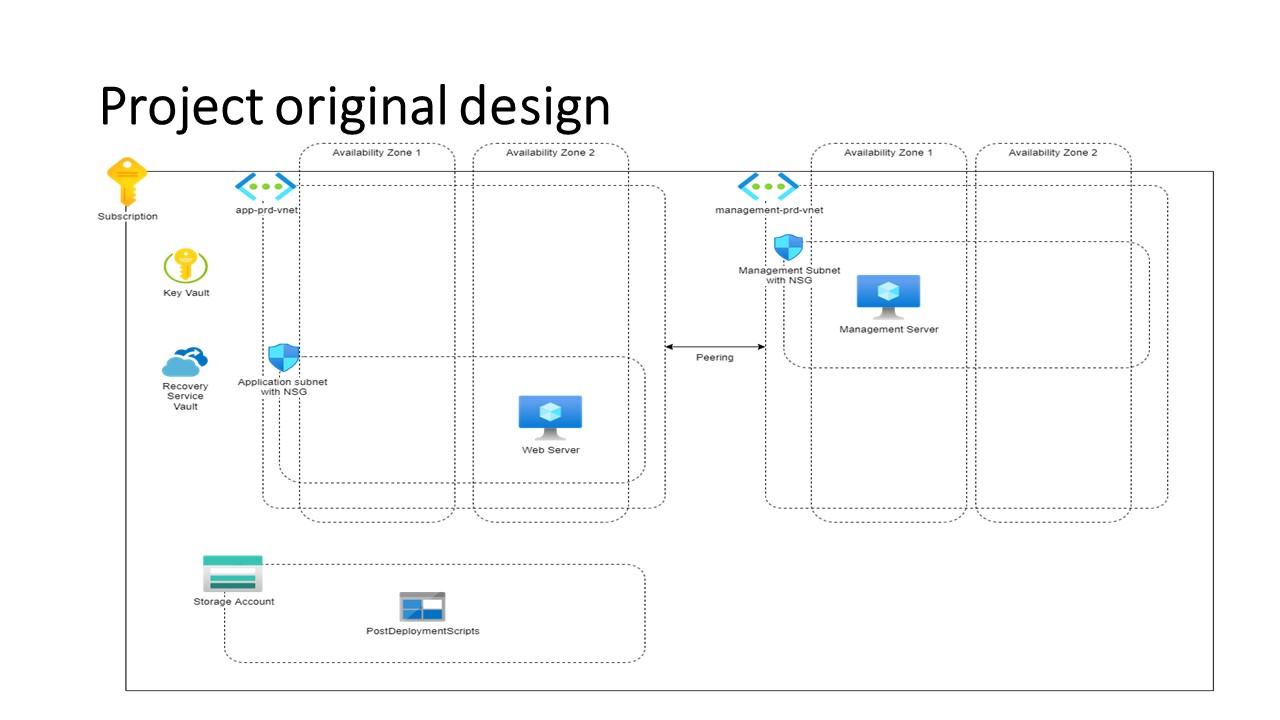 Project original design
Availability Zone 1
Availability Zone 2
Availability Zone 1
Availability Zone 2
Subscription
app-prd-vnet
management-prd-vnet
Key Vault
Management Subnet
with NSG
Management Server
Peering
Recovery
Service
Vault
Application subnet
with NSG
Web Server
Storage Account
PostDeploymentScripts